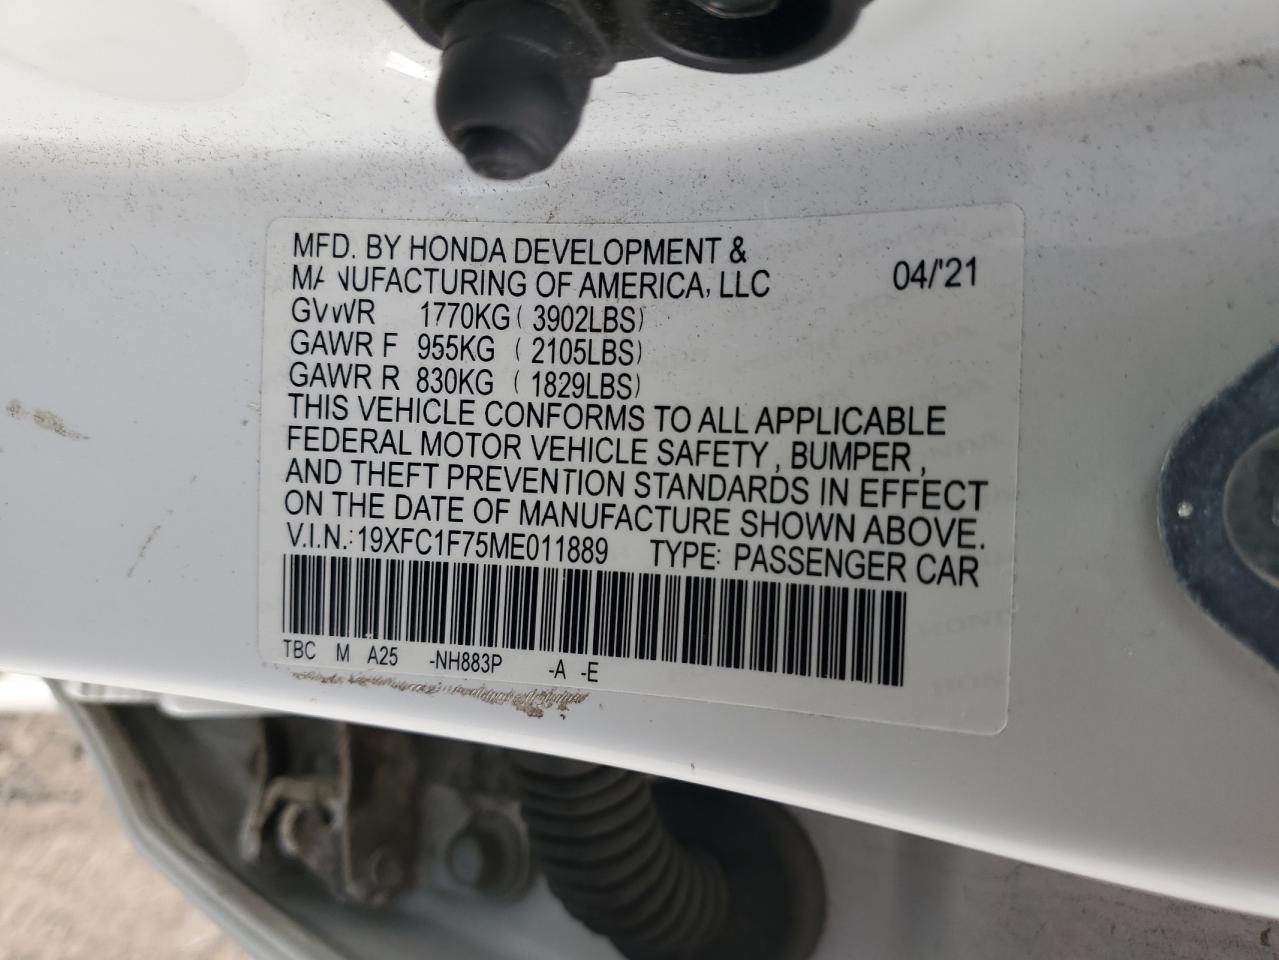 MFD. BY HONDA DEVELOPMENT &
MANUFACTURING OF AMERICA, LLC 04/'21
GVWR 1770KG ( 3902LBS)
GAWR F 955KG ( 2105LBS)
GAWR R 830KG ( 1829LBS)
THIS VEHICLE CONFORMS TO ALL APPLICABLE
FEDERAL MOTOR VEHICLE SAFETY , BUMPER ,
AND THEFT PREVENTION STANDARDS IN EFFECT
ON THE DATE OF MANUFACTURE SHOWN ABOVE.
V.I.N.: 19XFC1F75ME011889 TYPE: PASSENGER CAR
TBC M A25 -NH883P -A -E